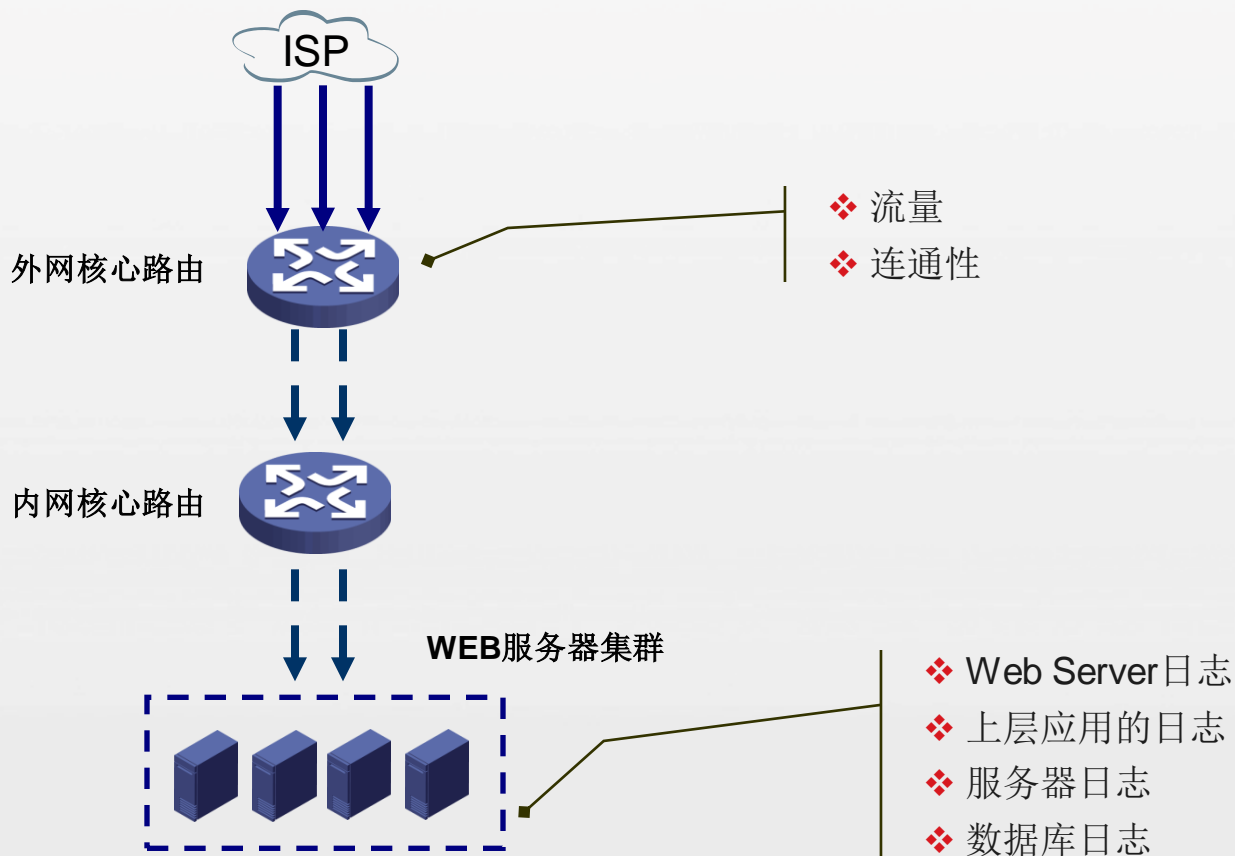 ISP
流量
连通性
外网核心路由
内网核心路由
WEB服务器集群
Web Server日志
上层应用的日志
服务器日志
数据库日志